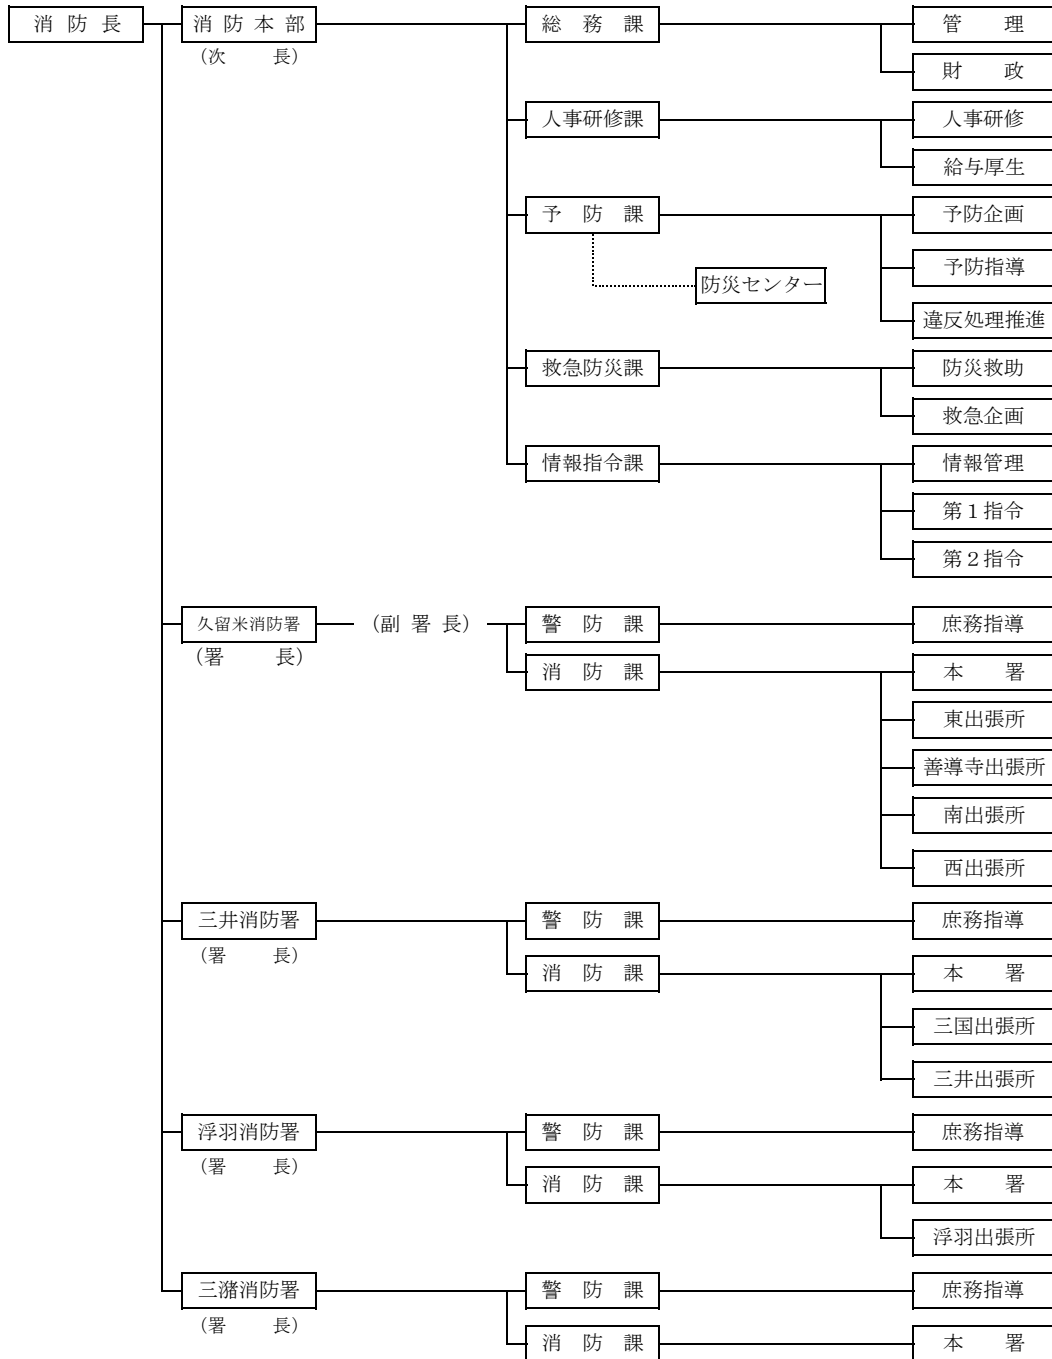 消防長 消防本部 総務課 管理
（次長）
財政
人事研修課 人事研修
給与厚生
予防課 予防企画
予防指導
防災センター
違反処理推進
救急防災課 防災救助
救急企画
情報指令課 情報管理
第１指令
第２指令
久留米消防署 （副署長） 警防課 庶務指導
（署長）
消防課 本署
東出張所
善導寺出張所
南出張所
西出張所
三井消防署 警防課 庶務指導
（署長）
消防課 本署
三国出張所
三井出張所
浮羽消防署 警防課 庶務指導
（署長）
消防課 本署
浮羽出張所
三潴消防署 警防課 庶務指導
（署長）
消防課 本署